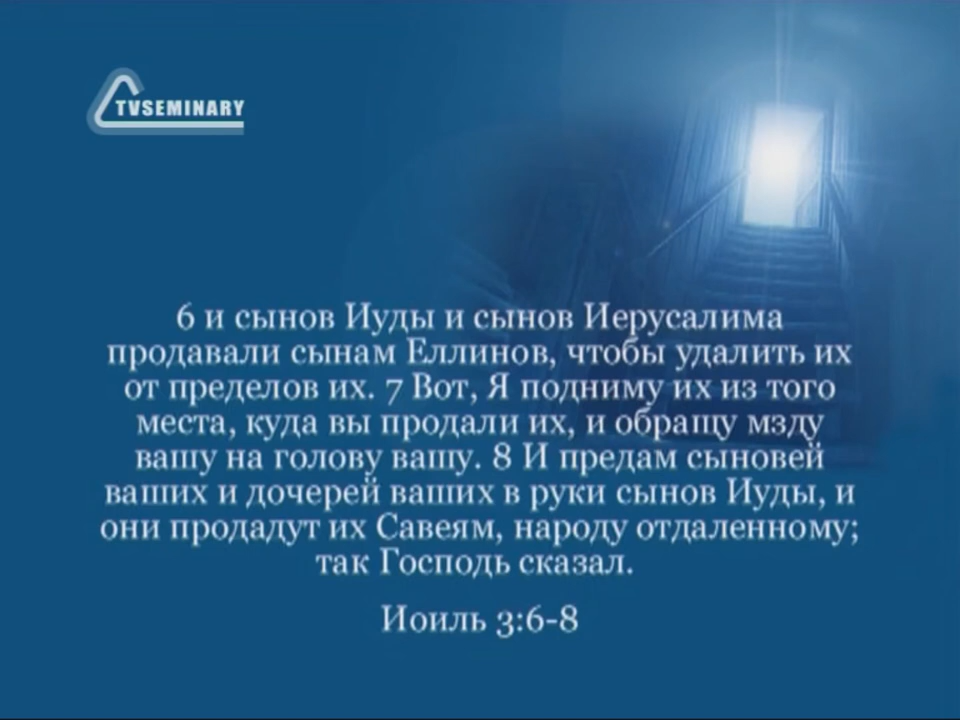 TVSEMINARY
6 и сынов Иуды и сынов Иерусалима
продавали сынам Еллинов, чтобы удалить их
от пределов их. 7 Вот, Я подниму их из того
места, куда вы продали их, и обращу мзду
вашу на голову вашу. 8 И предам сыновей
ваших и дочерей ваших в руки сынов Иуды, и
они продадут их Савеям, народу отдаленному;
так Господь сказал.
Иоиль 3:6-8